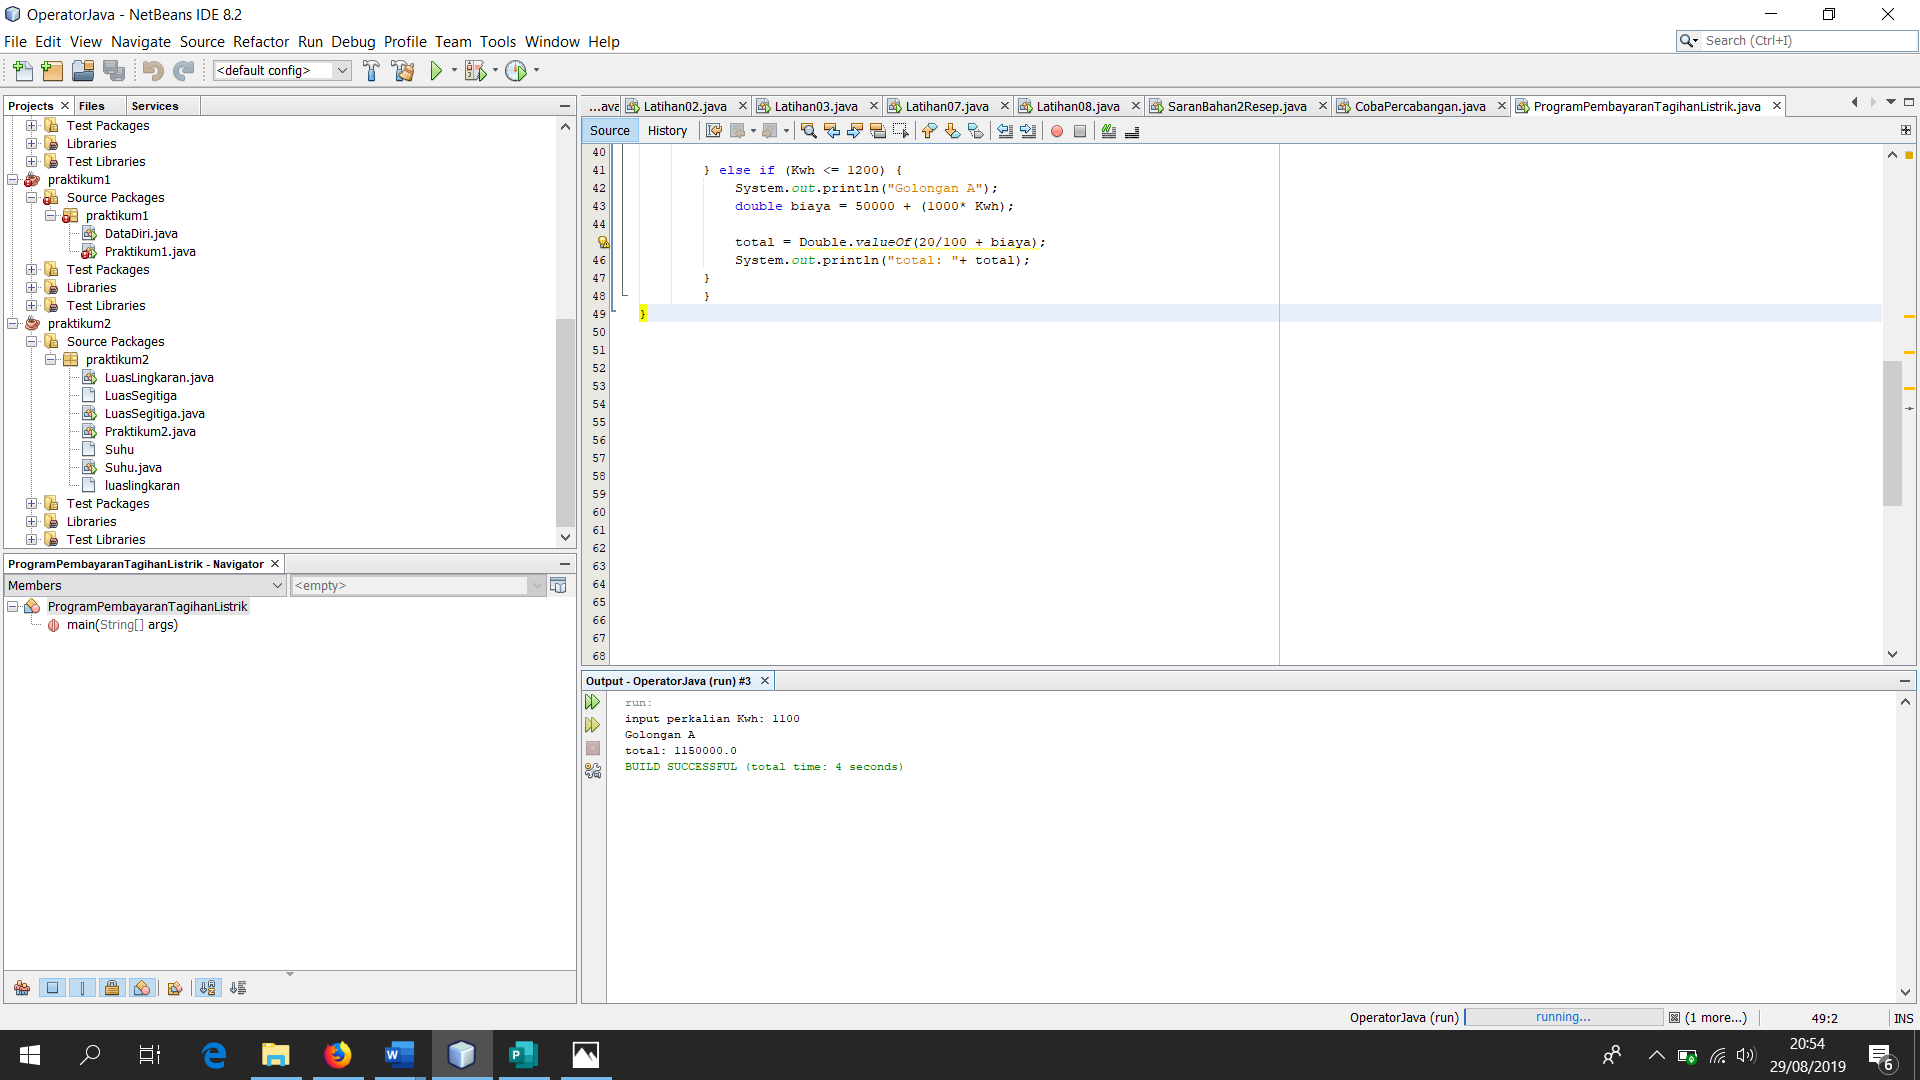 OperatorJava - NetBeans IDE 8.2
File Edit View Navigate Source Refactor Run Debug Profile Team Tools Window Help
Search (Ctrl+I)
<default config>
Projects Files Services
Test Packages
Libraries
Test Libraries
praktikum1
Source Packages
praktikum1
DataDiri.java
Praktikum1.java
Test Packages
Libraries
Test Libraries
praktikum2
Source Packages
praktikum2
LuasLingkaran.java
LuasSegitiga
LuasSegitiga.java
Praktikum2.java
Suhu
Suhu.java
luaslingkaran
Test Packages
Libraries
Test Libraries
ProgramPembayaranTagihanListrik - Navigator
Members
<empty>
ProgramPembayaranTagihanListrik
main(String[] args)
...ava Latihan02.java Latihan03.java Latihan07.java Latihan08.java SaranBahan2Resep.java CobaPercabangan.java ProgramPembayaranTagihanListrik.java
Source History
40
41 } else if (Kwh <= 1200) {
42 System.out.println("Golongan A");
43 double biaya = 50000 + (1000* Kwh);
44
total = Double.valueOf(20/100 + biaya);
46 System.out.println("total: "+ total);
47 }
48 }
49 }
50
51
52
53
54
55
56
57
58
59
60
61
62
63
64
65
66
67
68
Output - OperatorJava (run) #3
run:
input perkalian Kwh: 1100
Golongan A
total: 1150000.0
BUILD SUCCESSFUL (total time: 4 seconds)
OperatorJava (run) running... (1 more...) 49:2 INS
20:54
29/08/2019
6